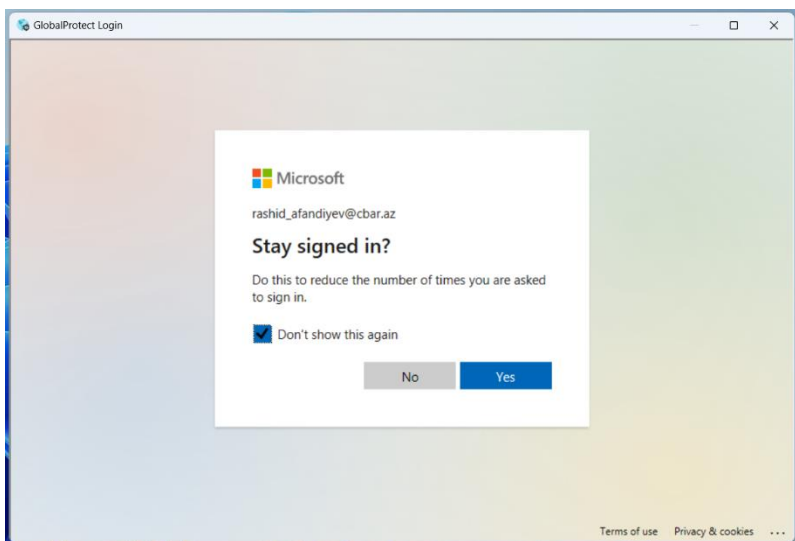 GlobalProtect Login
Microsoft
rashid_afandiyev@cbar.az
Stay signed in?
Do this to reduce the number of times you are asked
to sign in.
Don't show this again
No Yes
Terms of use Privacy & cookies ...